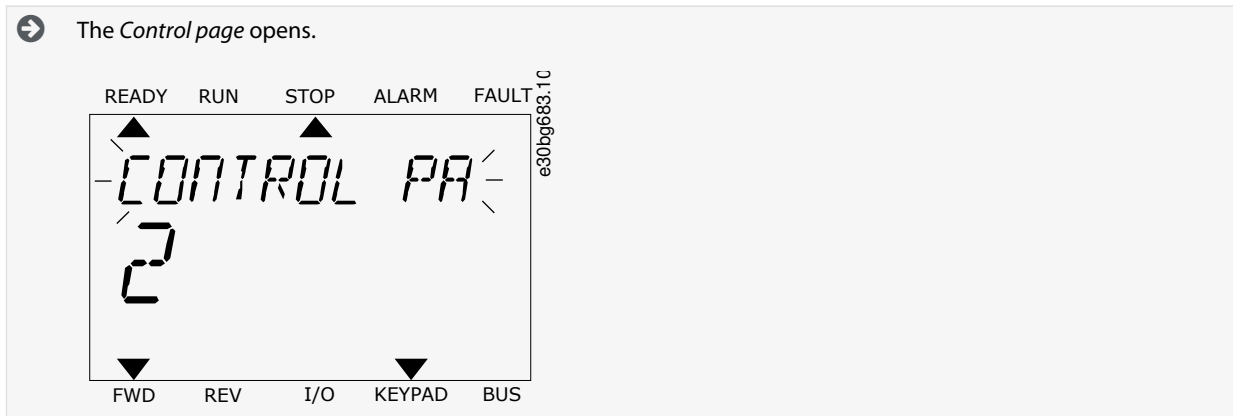 The Control page opens.
READY RUN STOP ALARM FAULT
e30bg683.10
CONTROL PA
2
FWD REV I/O KEYPAD BUS